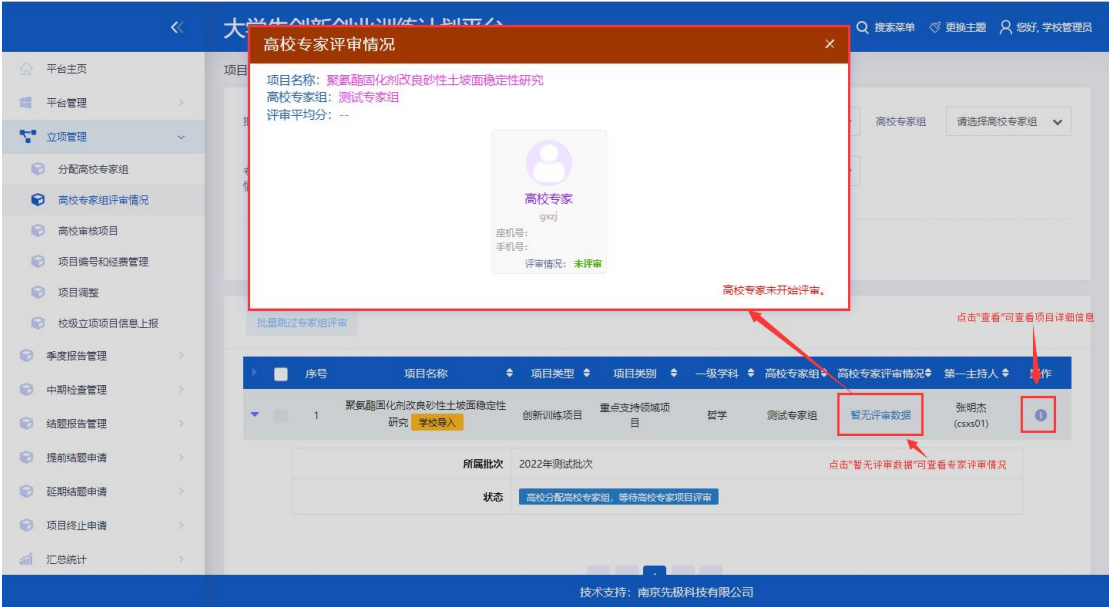 大学生创新创业训练计划平台
搜索菜单
更换主题
您好, 学校管理员
平台主页
平台管理
立项管理
分配高校专家组
高校专家组评审情况
高校审核项目
项目编号和经费管理
项目调整
校级立项项目信息上报
季度报告管理
中期检查管理
结题报告管理
提前结题申请
延期结题申请
项目终止申请
汇总统计
项目
高校专家评审情况
×
项目名称：聚氨酯固化剂改良砂性土坡面稳定性研究
高校专家组：测试专家组
评审平均分：--
高校专家
gxzj
座机号：
手机号：
评审情况：未评审
高校专家未开始评审。
高校专家组
请选择高校专家组
批量跳过专家组评审
点击"查看"可查看项目详细信息
序号 项目名称 项目类型 项目类别 一级学科 高校专家组 高校专家评审情况 第一主持人 操作
1 聚氨酯固化剂改良砂性土坡面稳定性研究 学校导入 创新训练项目 重点支持领域项目 哲学 测试专家组 暂无评审数据 张明杰 (csxs01)
所属批次 2022年测试批次
点击"暂无评审数据"可查看专家评审情况
状态 高校分配高校专家组，等待高校专家项目评审
技术支持：南京先极科技有限公司